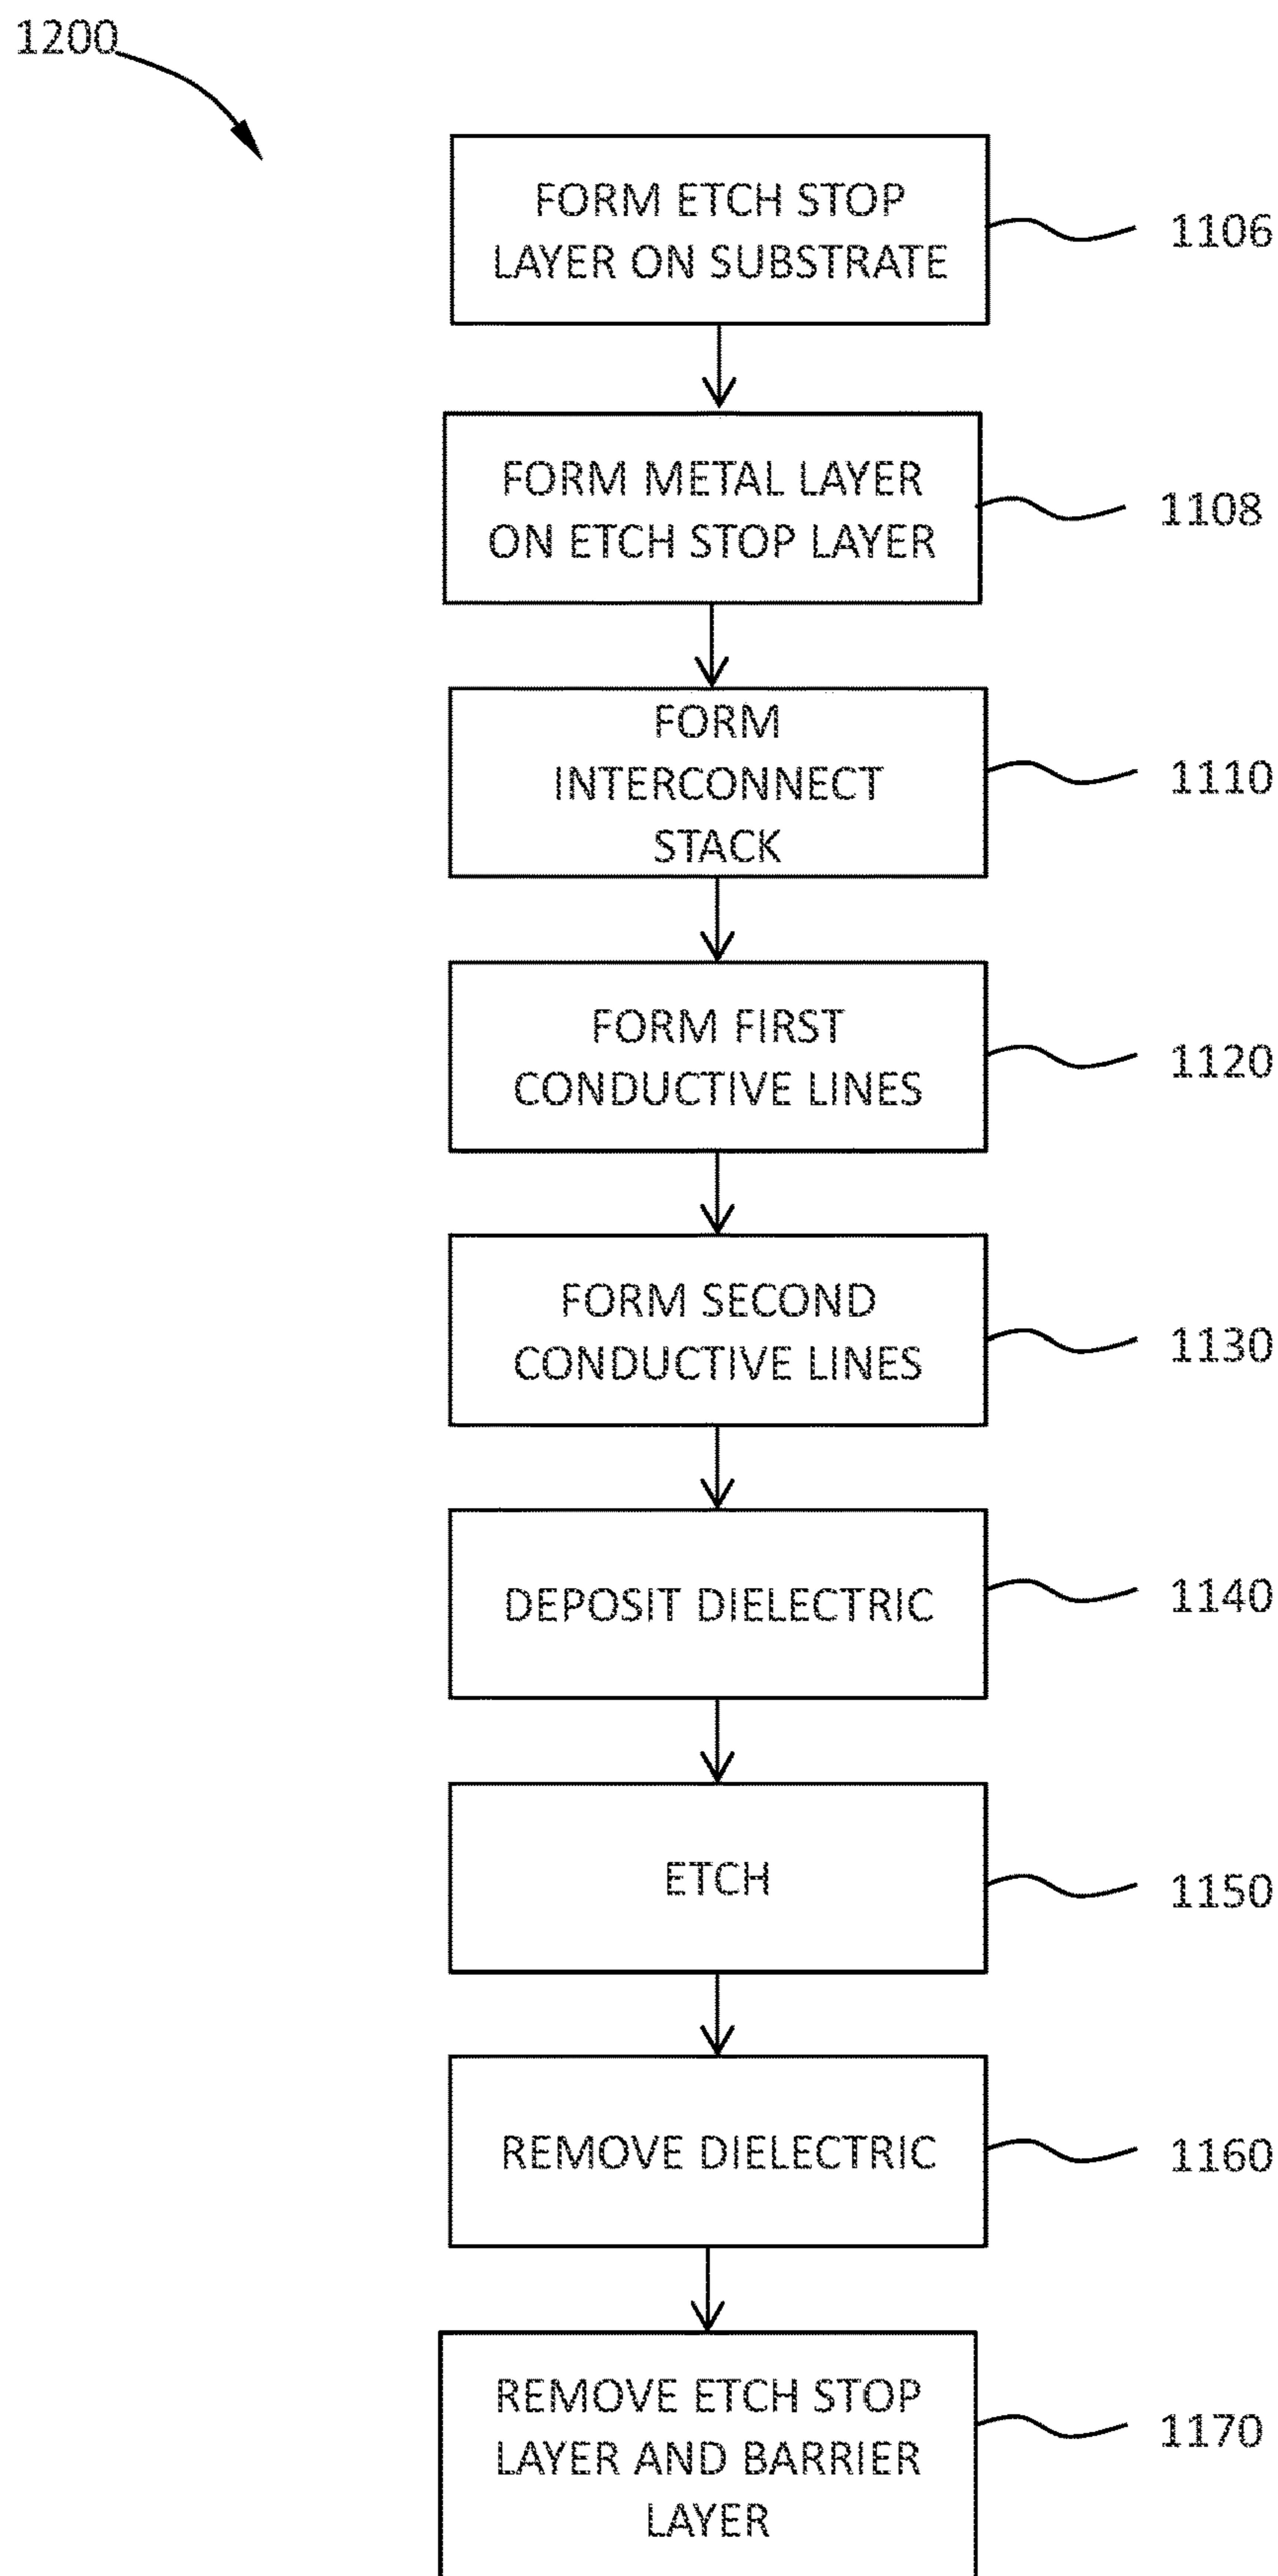 1200
FORM ETCH STOP
LAYER ON SUBSTRATE
1106
FORM METAL LAYER
ON ETCH STOP LAYER
1108
FORM
INTERCONNECT
STACK
1110
FORM FIRST
CONDUCTIVE LINES
1120
FORM SECOND
CONDUCTIVE LINES
1130
DEPOSIT DIELECTRIC
1140
ETCH
1150
REMOVE DIELECTRIC
1160
REMOVE ETCH STOP
LAYER AND BARRIER
LAYER
1170